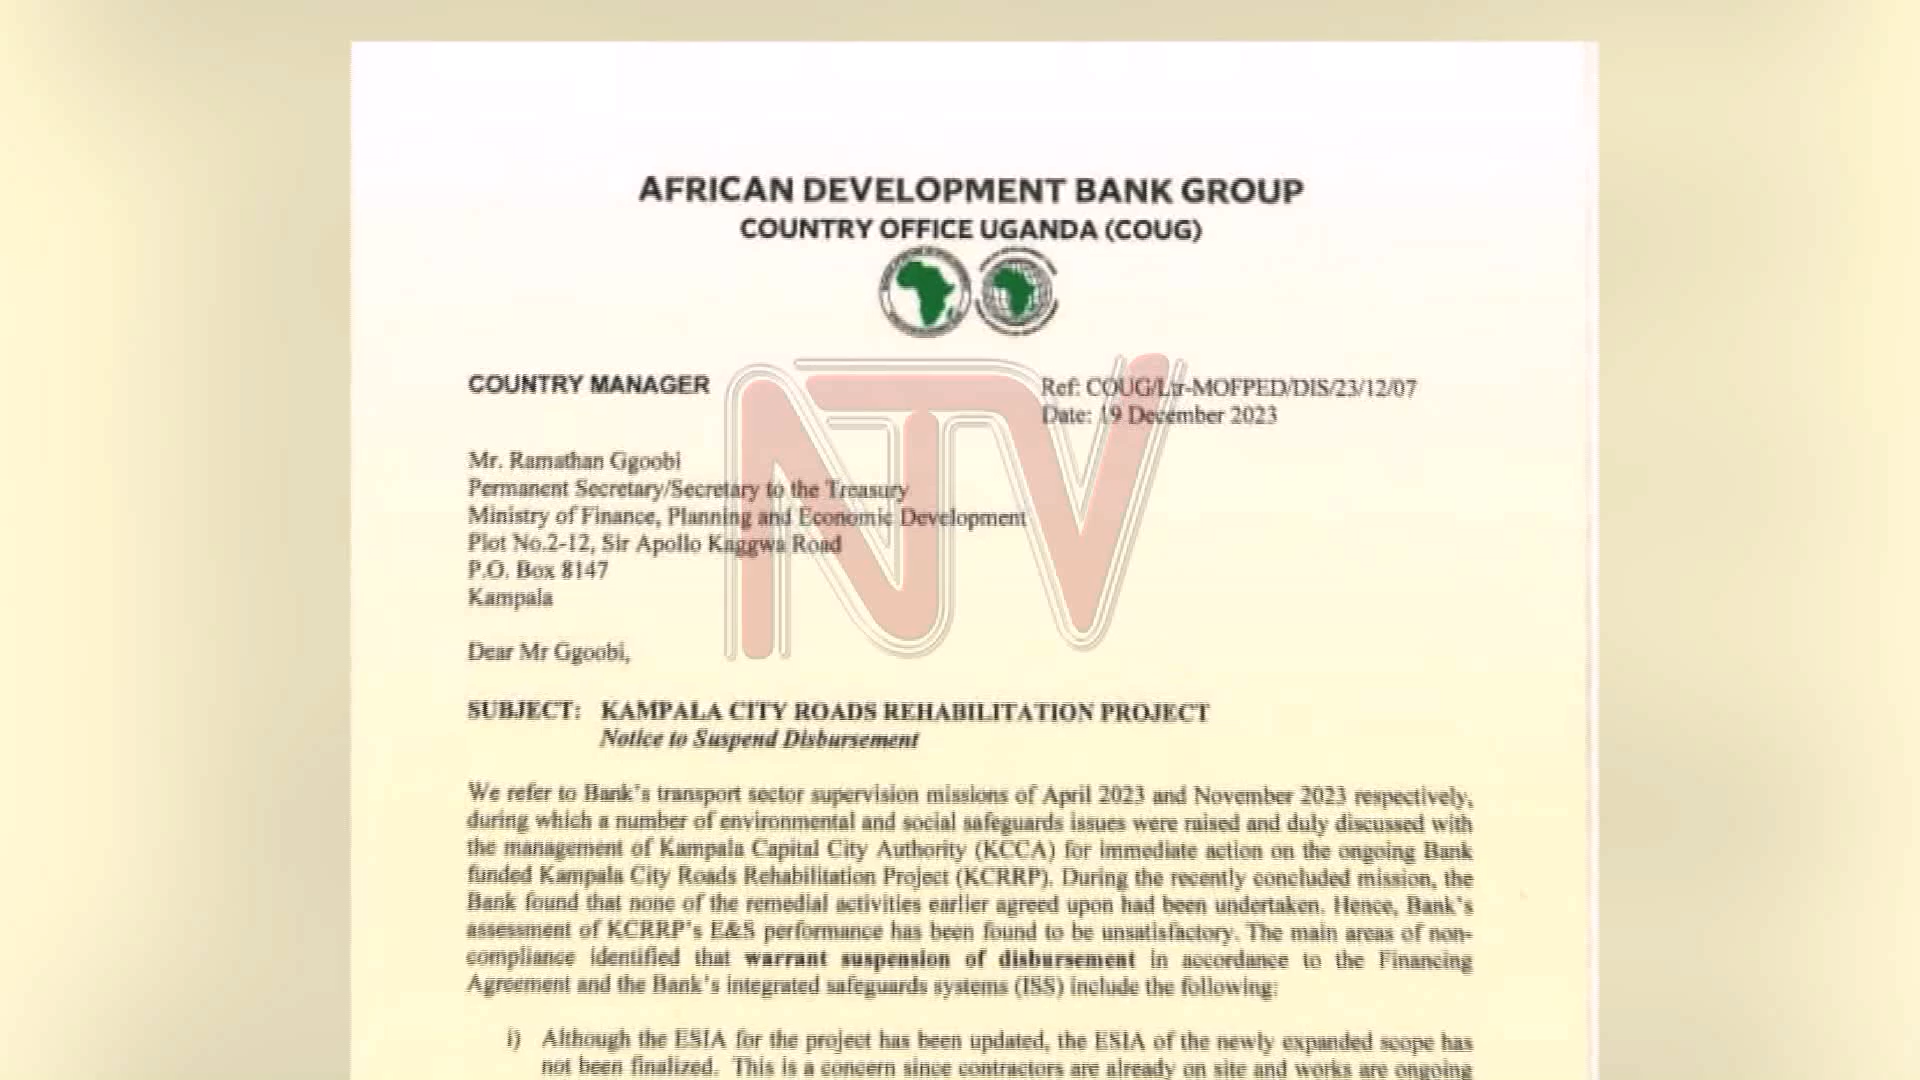 AFRICAN DEVELOPMENT BANK GROUP
COUNTRY OFFICE UGANDA (COUG)
COUNTRY MANAGER
Ref: COUG/Ltr-MOFPED/DIS/23/12/07
Date: 19 December 2023
Mr. Ramathan Ggoobi
Permanent Secretary/Secretary to the Treasury
Ministry of Finance, Planning and Economic Development
Plot No.2-12, Sir Apollo Kaggwa Road
P.O. Box 8147
Kampala
NTV
Dear Mr Ggoobi,
SUBJECT: KAMPALA CITY ROADS REHABILITATION PROJECT
Notice to Suspend Disbursement
We refer to Bank's transport sector supervision missions of April 2023 and November 2023 respectively,
during which a number of environmental and social safeguards issues were raised and duly discussed with
the management of Kampala Capital City Authority (KCCA) for immediate action on the ongoing Bank
funded Kampala City Roads Rehabilitation Project (KCRRP). During the recently concluded mission, the
Bank found that none of the remedial activities earlier agreed upon had been undertaken. Hence, Bank's
assessment of KCRRP's E&S performance has been found to be unsatisfactory. The main areas of non-
compliance identified that warrant suspension of disbursement in accordance to the Financing
Agreement and the Bank's integrated safeguards systems (ISS) include the following:
i) Although the ESIA for the project has been updated, the ESIA of the newly expanded scope has
not been finalized. This is a concern since contractors are already on site and works are ongoing